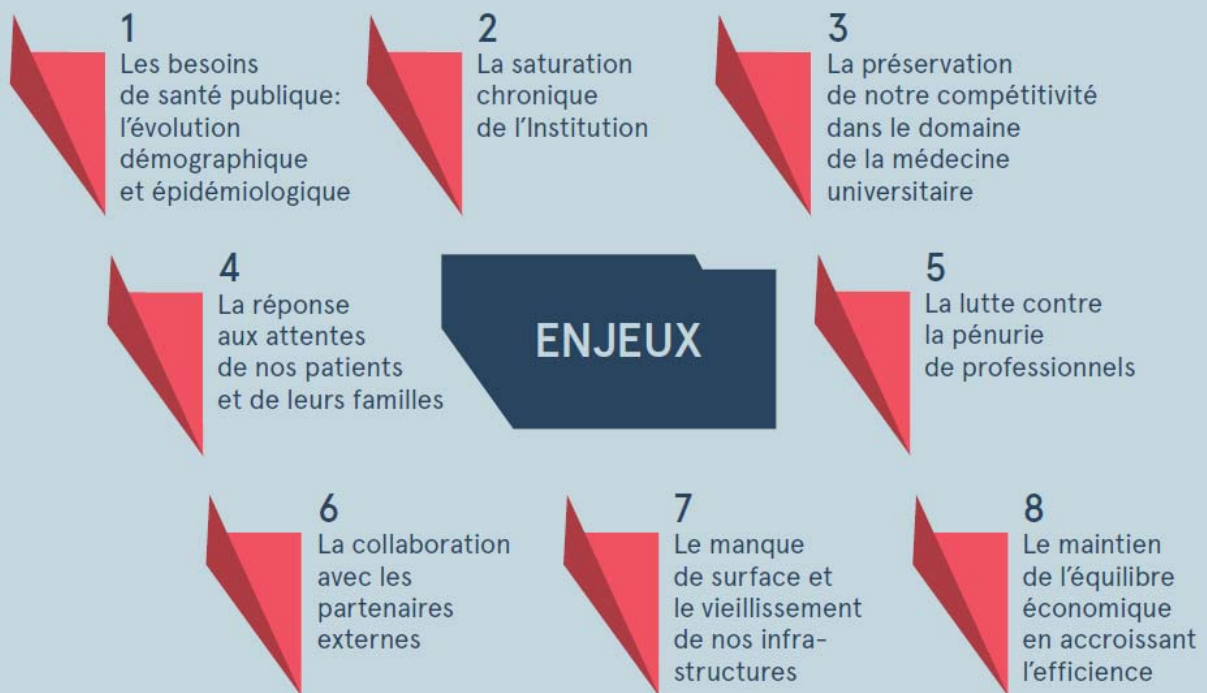 1
Les besoins
de santé publique:
l'évolution
démographique
et épidémiologique
2
La saturation
chronique
de l'Institution
3
La préservation
de notre compétitivité
dans le domaine
de la médecine
universitaire
4
La réponse
aux attentes
de nos patients
et de leurs familles
ENJEUX
5
La lutte contre
la pénurie
de professionnels
6
La collaboration
avec les
partenaires
externes
7
Le manque
de surface et
le vieillissement
de nos infra-
structures
8
Le maintien
de l'équilibre
économique
en accroissant
l'efficience